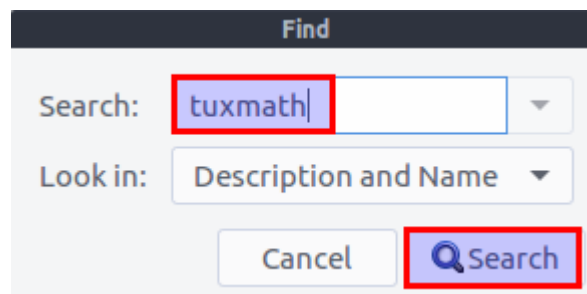 Find
Search: tuxmath
Look in: Description and Name
Cancel Search